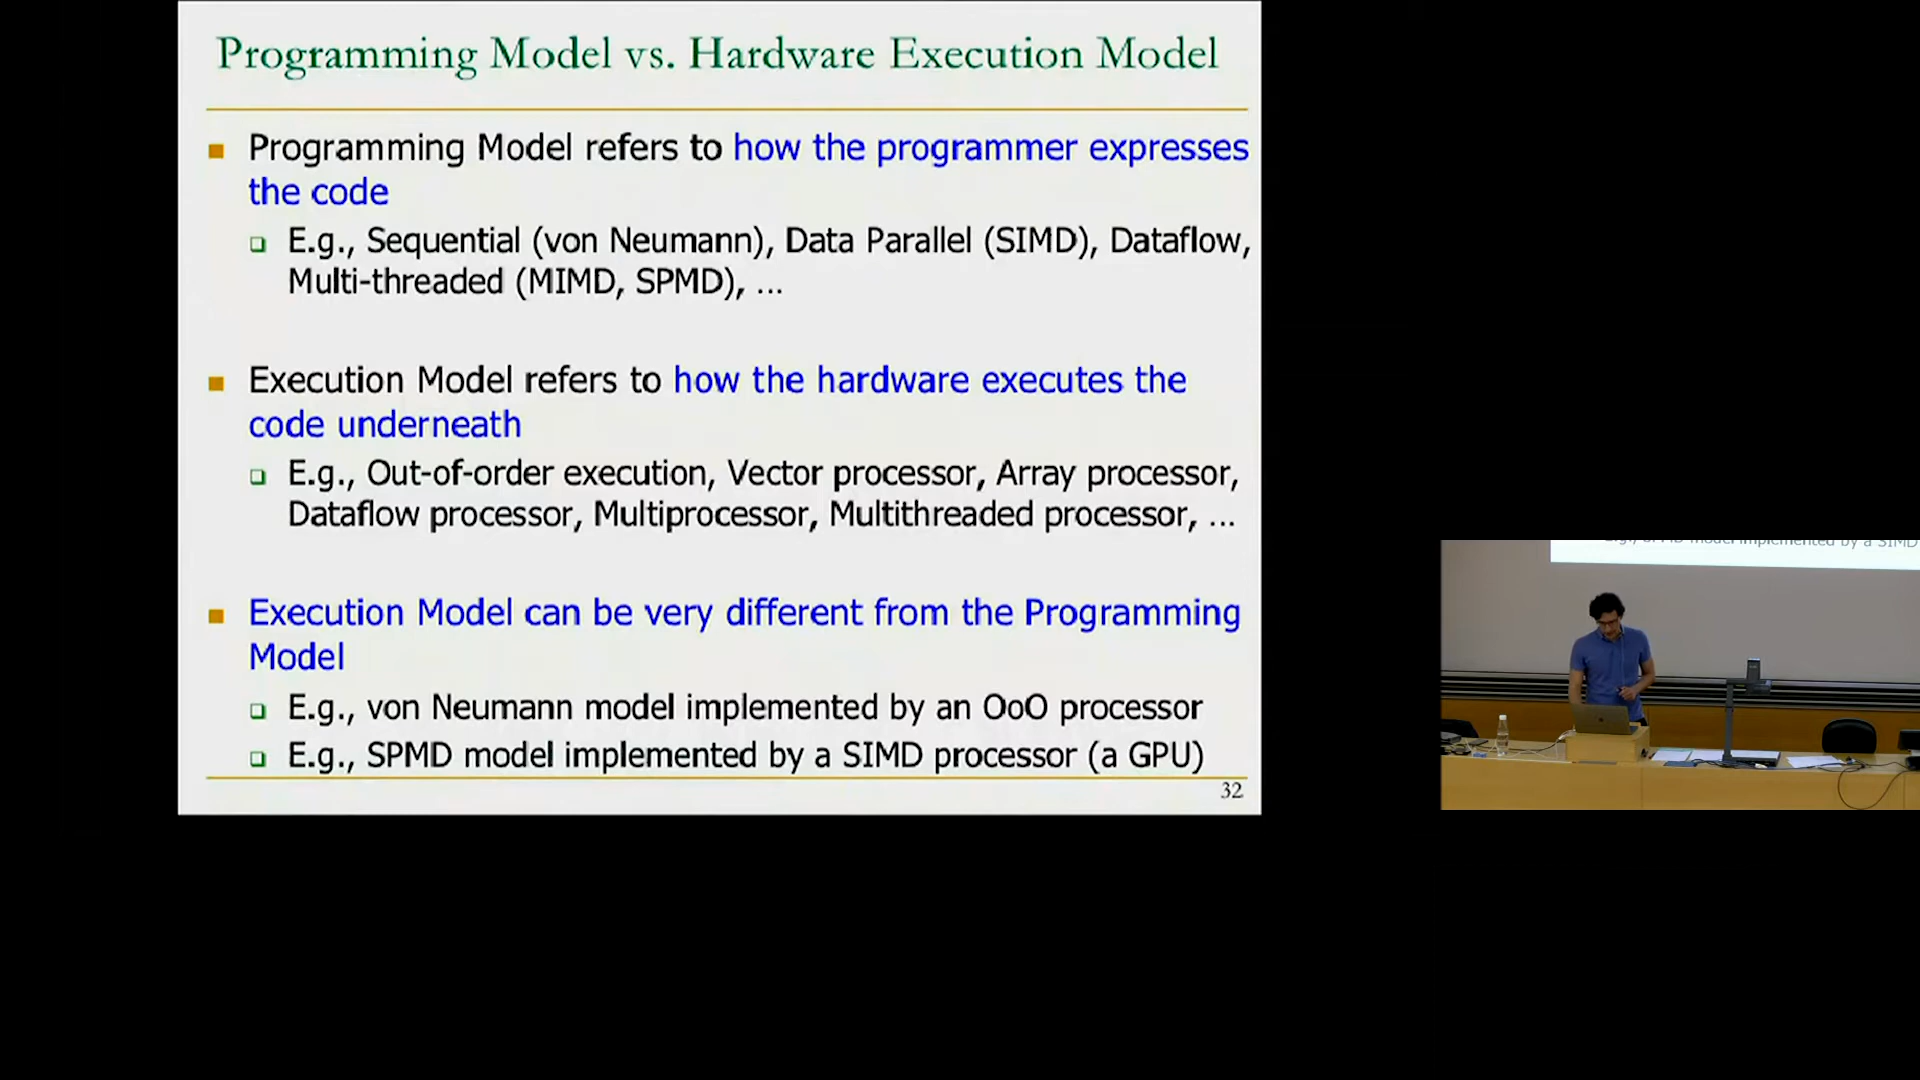 Programming Model vs. Hardware Execution Model
Programming Model refers to how the programmer expresses
the code
E.g., Sequential (von Neumann), Data Parallel (SIMD), Dataflow,
Multi-threaded (MIMD, SPMD), ...
Execution Model refers to how the hardware executes the
code underneath
E.g., Out-of-order execution, Vector processor, Array processor,
Dataflow processor, Multiprocessor, Multithreaded processor, ...
Execution Model can be very different from the Programming
Model
E.g., von Neumann model implemented by an OoO processor
E.g., SPMD model implemented by a SIMD processor (a GPU)
32
model implemented by a SIMD